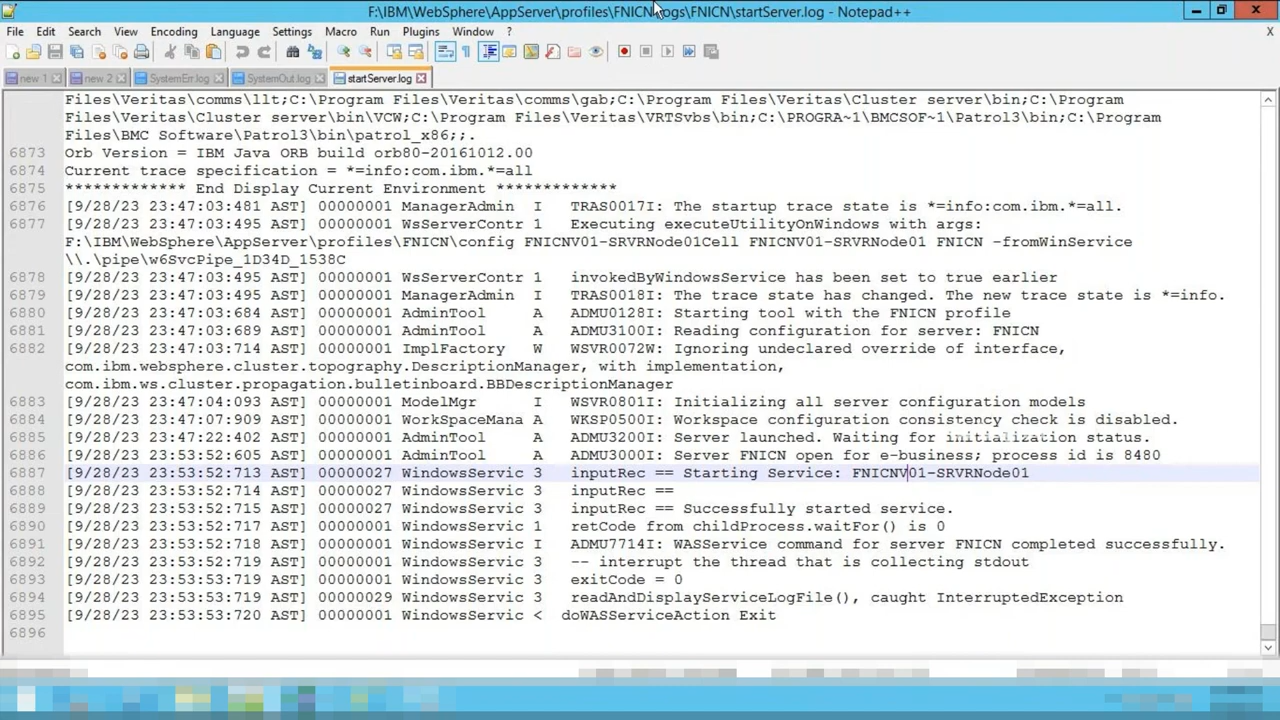 F:\IBM\WebSphere\AppServer\profiles\FNICN\logs\FNICN\startServer.log - Notepad++
File Edit Search View Encoding Language Settings Macro Run Plugins Window ? X
new 1 new 2 SystemErr.log SystemOut.log startServer.log
Files\Veritas\comms\llt;C:\Program Files\Veritas\comms\gab;C:\Program Files\Veritas\Cluster server\bin;C:\Program
Files\Veritas\Cluster server\bin\VCW;C:\Program Files\Veritas\VRTSvbs\bin;C:\PROGRA~1\BMCSOF~1\Patrol3\bin;C:\Program
Files\BMC Software\Patrol3\bin\patrol_x86;;.
6873 Orb Version = IBM Java ORB build orb80-20161012.00
6874 Current trace specification = *=info:com.ibm.*=all
6875 ************* End Display Current Environment *************
6876 [9/28/23 23:47:03:481 AST] 00000001 ManagerAdmin I TRAS0017I: The startup trace state is *=info:com.ibm.*=all.
6877 [9/28/23 23:47:03:495 AST] 00000001 WsServerContr 1 Executing executeUtilityOnWindows with args:
F:\IBM\WebSphere\AppServer\profiles\FNICN\config FNICNV01-SRVRNode01Cell FNICNV01-SRVRNode01 FNICN -fromWinService
\\.\pipe\w6SvcPipe_1D34D_1538C
6878 [9/28/23 23:47:03:495 AST] 00000001 WsServerContr 1 invokedByWindowsService has been set to true earlier
6879 [9/28/23 23:47:03:495 AST] 00000001 ManagerAdmin I TRAS0018I: The trace state has changed. The new trace state is *=info.
6880 [9/28/23 23:47:03:684 AST] 00000001 AdminTool A ADMU0128I: Starting tool with the FNICN profile
6881 [9/28/23 23:47:03:689 AST] 00000001 AdminTool A ADMU3100I: Reading configuration for server: FNICN
6882 [9/28/23 23:47:03:714 AST] 00000001 ImplFactory W WSVR0072W: Ignoring undeclared override of interface,
com.ibm.websphere.cluster.topography.DescriptionManager, with implementation,
com.ibm.ws.cluster.propagation.bulletinboard.BBDescriptionManager
6883 [9/28/23 23:47:04:093 AST] 00000001 ModelMgr I WSVR0801I: Initializing all server configuration models
6884 [9/28/23 23:47:07:909 AST] 00000001 WorkSpaceMana A WKSP0500I: Workspace configuration consistency check is disabled.
6885 [9/28/23 23:47:22:402 AST] 00000001 AdminTool A ADMU3200I: Server launched. Waiting for initialization status.
6886 [9/28/23 23:53:52:605 AST] 00000001 AdminTool A ADMU3000I: Server FNICN open for e-business; process id is 8480
6887 [9/28/23 23:53:52:713 AST] 00000027 WindowsServic 3 inputRec == Starting Service: FNICNV01-SRVRNode01
6888 [9/28/23 23:53:52:714 AST] 00000027 WindowsServic 3 inputRec ==
6889 [9/28/23 23:53:52:715 AST] 00000027 WindowsServic 3 inputRec == Successfully started service.
6890 [9/28/23 23:53:52:717 AST] 00000001 WindowsServic 1 retCode from childProcess.waitFor() is 0
6891 [9/28/23 23:53:52:718 AST] 00000001 WindowsServic I ADMU7714I: WASService command for server FNICN completed successfully.
6892 [9/28/23 23:53:52:719 AST] 00000001 WindowsServic 3 -- interrupt the thread that is collecting stdout
6893 [9/28/23 23:53:52:719 AST] 00000001 WindowsServic 3 exitCode = 0
6894 [9/28/23 23:53:52:719 AST] 00000029 WindowsServic 3 readAndDisplayServiceLogFile(), caught InterruptedException
6895 [9/28/23 23:53:52:720 AST] 00000001 WindowsServic < doWASServiceAction Exit
6896